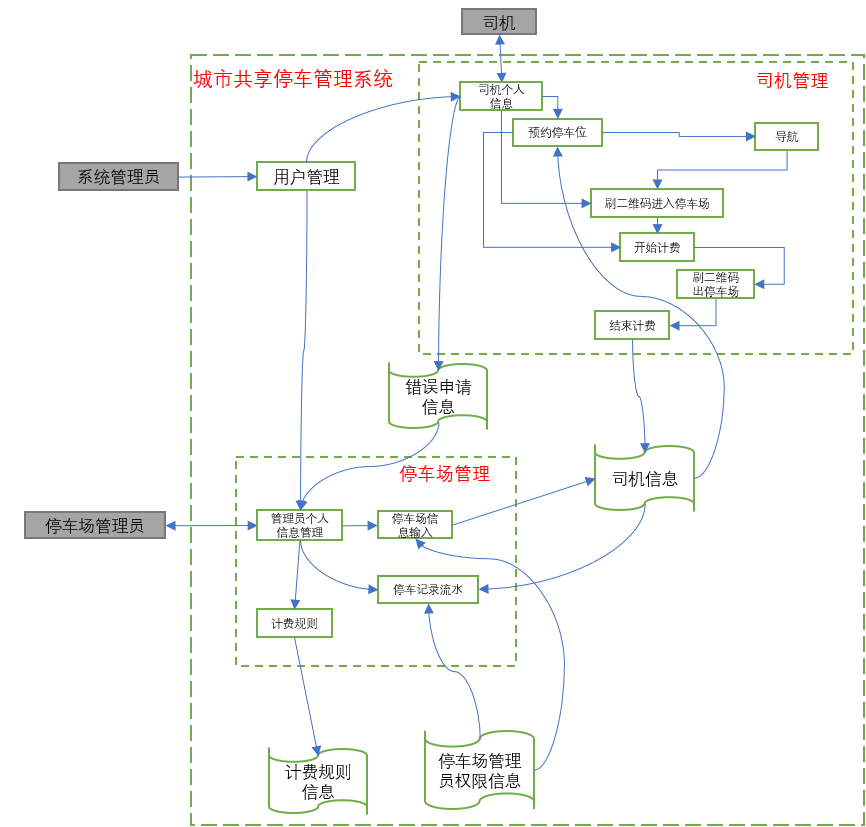 司机
城市共享停车管理系统
司机管理
司机个人
信息
预约停车位
导航
系统管理员
用户管理
刷二维码进入停车场
开始计费
刷二维码
出停车场
结束计费
错误申请
信息
停车场管理
司机信息
停车场管理员
管理员个人
信息管理
停车场信
息输入
停车记录流水
计费规则
计费规则
信息
停车场管理
员权限信息